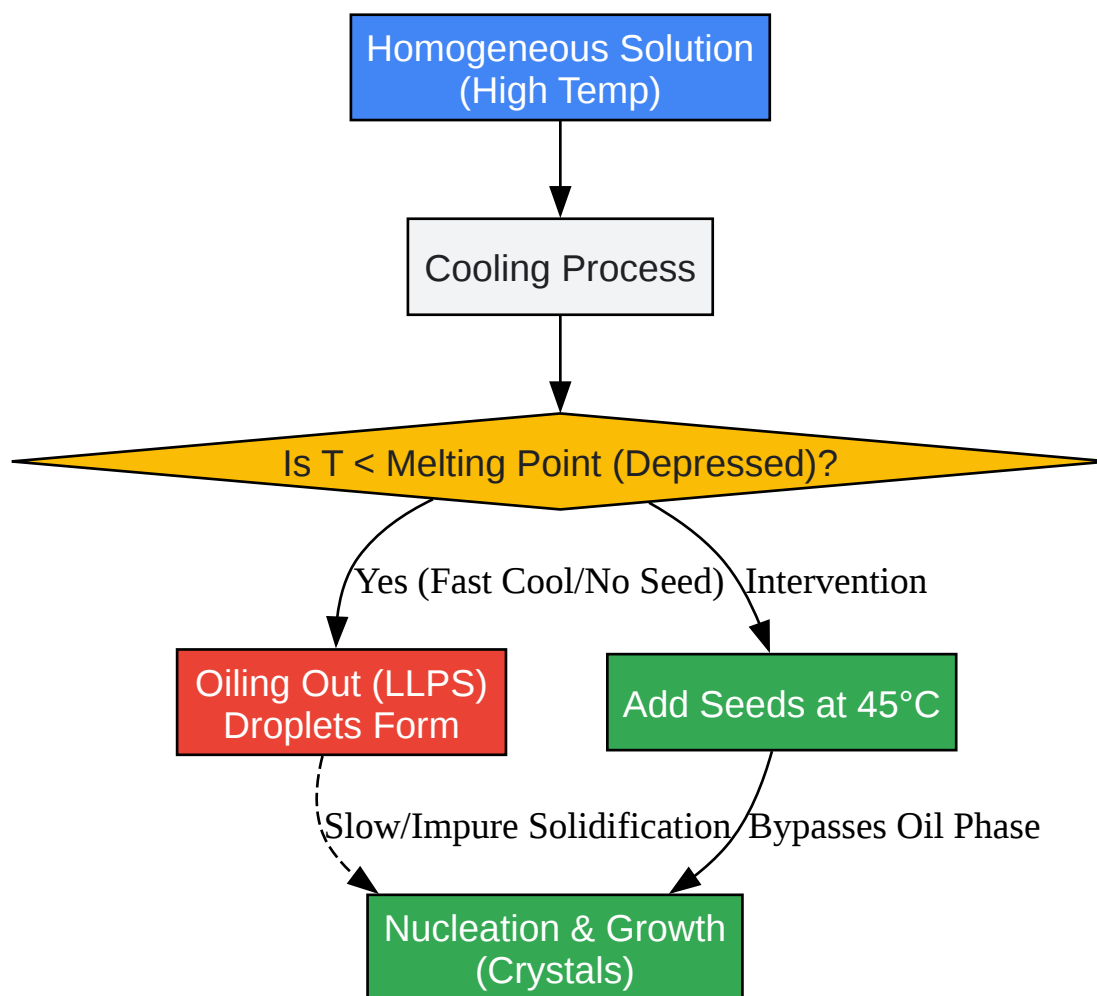 Homogeneous Solution
(High Temp)
Cooling Process
Is T < Melting Point (Depressed)?
Yes (Fast Cool/No Seed)
Intervention
Oiling Out (LLPS)
Droplets Form
Add Seeds at 45°C
Slow/Impure Solidification
Bypasses Oil Phase
Nucleation & Growth
(Crystals)